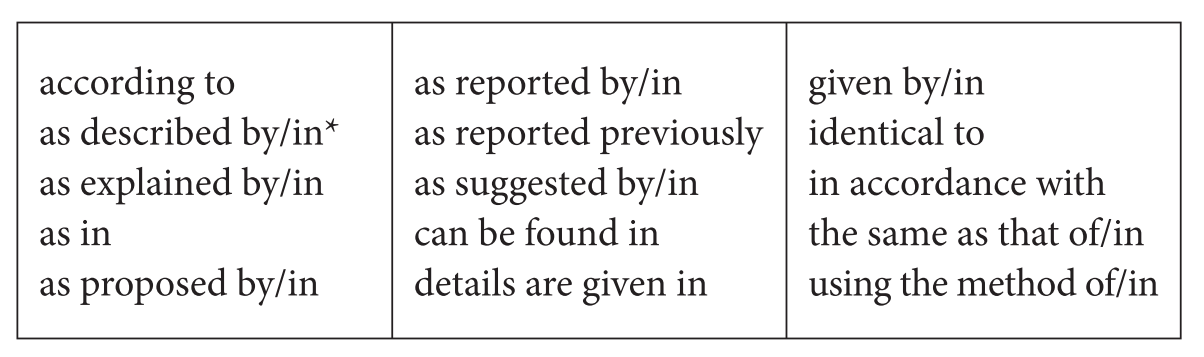 according to
as described by/in*
as explained by/in
as in
as proposed by/in
as reported by/in
as reported previously
as suggested by/in
can be found in
details are given in
given by/in
identical to
in accordance with
the same as that of/in
using the method of/in